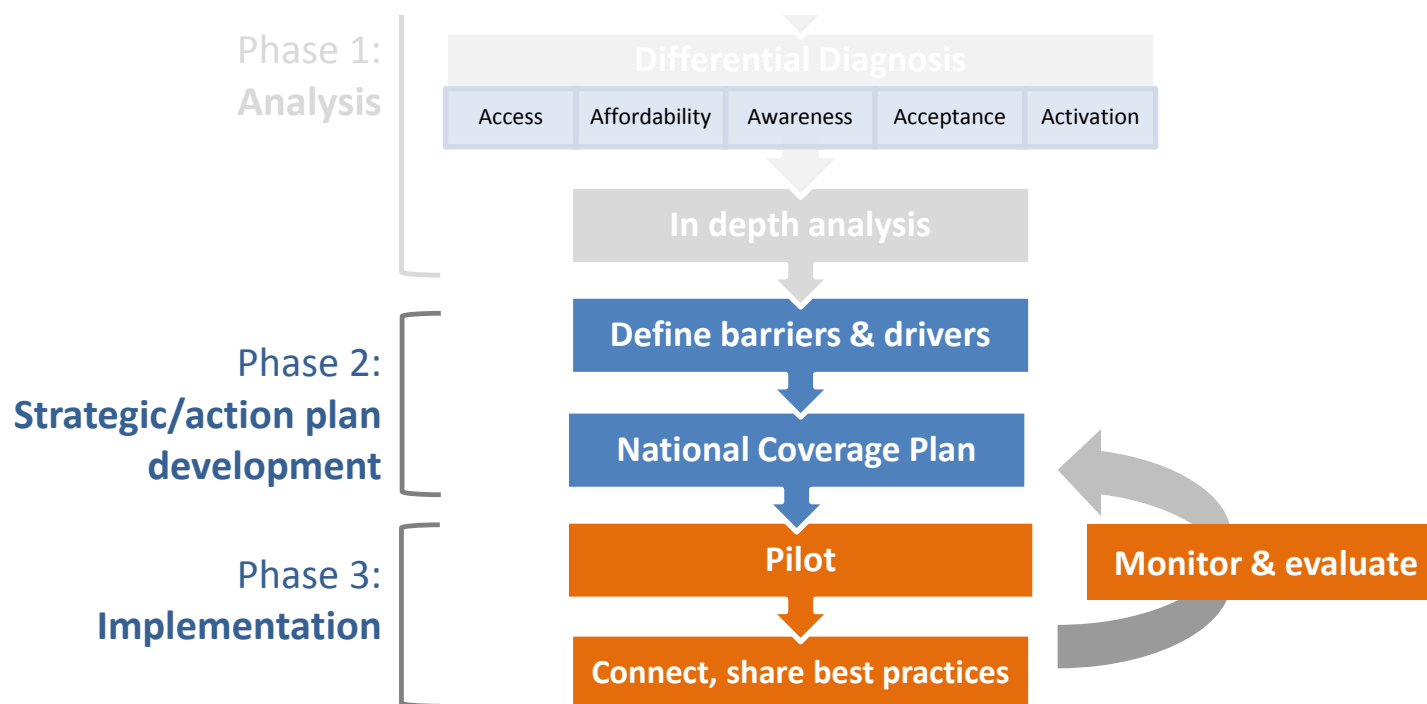 Phase 1:
Analysis
Differential Diagnosis
Access Affordability Awareness Acceptance Activation
In depth analysis
Phase 2:
Strategic/action plan
development
Define barriers & drivers
National Coverage Plan
Phase 3:
Implementation
Pilot
Monitor & evaluate
Connect, share best practices